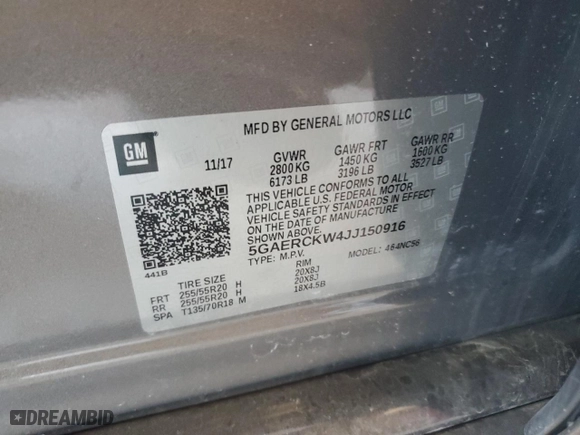 MFD BY GENERAL MOTORS LLC
GM
11/17
GVWR
2800 KG
6173 LB
GAWR FRT
1450 KG
3196 LB
GAWR RR
1600 KG
3527 LB
THIS VEHICLE CONFORMS TO ALL
APPLICABLE U.S. FEDERAL MOTOR
VEHICLE SAFETY STANDARDS IN EFFECT
ON THE DATE OF MANUFACTURE
SHOWN ABOVE.
5GAERCKW4JJ150916
TYPE: M.P.V.
MODEL: 464NC56
441B
TIRE SIZE RIM
FRT 255/55R20 H 20X8J
RR 255/55R20 H 20X8J
SPA T135/70R18 M 18X4.5B
DREAMBID